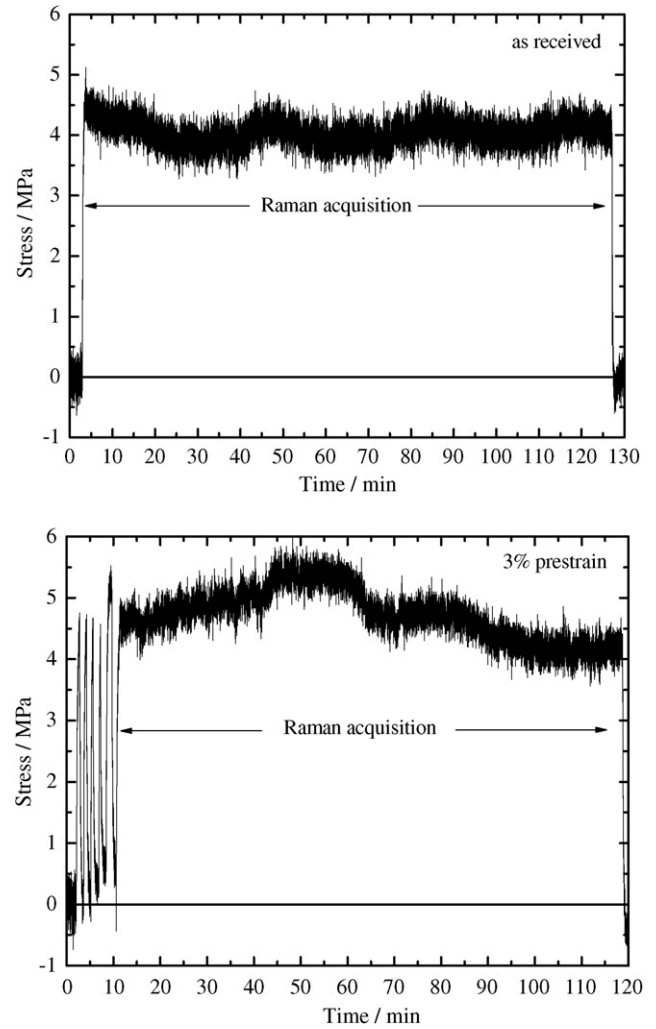 6
as received
5
4
3
Raman acquisition
2
1
0
-1
Stress / MPa
0 10 20 30 40 50 60 70 80 90 100 110 120 130
Time / min
6
3% prestrain
5
4
3
Raman acquisition
2
1
0
-1
Stress / MPa
0 10 20 30 40 50 60 70 80 90 100 110 120
Time / min